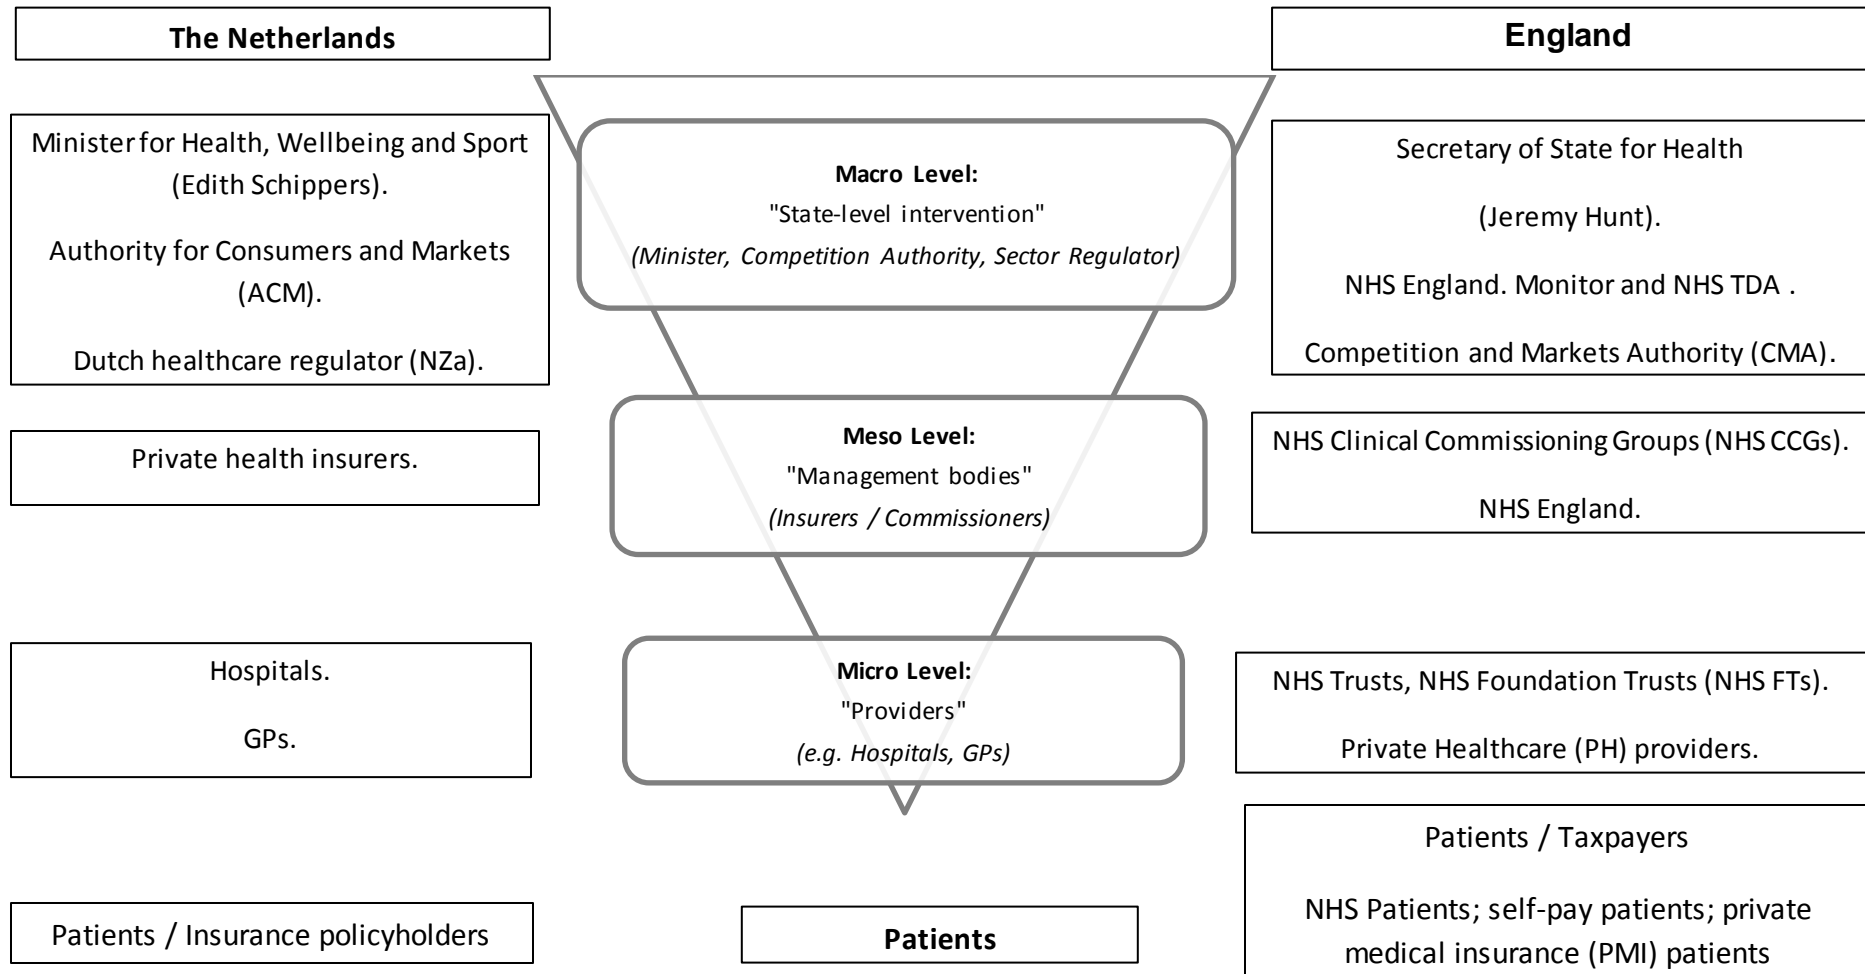 The Netherlands
England
Minister for Health, Wellbeing and Sport
(Edith Schippers).
Authority for Consumers and Markets
(ACM).
Dutch healthcare regulator (NZa).
Macro Level:
"State-level intervention"
(Minister, Competition Authority, Sector Regulator)
Secretary of State for Health
(Jeremy Hunt).
NHS England. Monitor and NHS TDA .
Competition and Markets Authority (CMA).
Private health insurers.
Meso Level:
"Management bodies"
(Insurers / Commissioners)
NHS Clinical Commissioning Groups (NHS CCGs).
NHS England.
Hospitals.
GPs.
Micro Level:
"Providers"
(e.g. Hospitals, GPs)
NHS Trusts, NHS Foundation Trusts (NHS FTs).
Private Healthcare (PH) providers.
Patients / Insurance policyholders
Patients
Patients / Taxpayers
NHS Patients; self-pay patients; private
medical insurance (PMI) patients